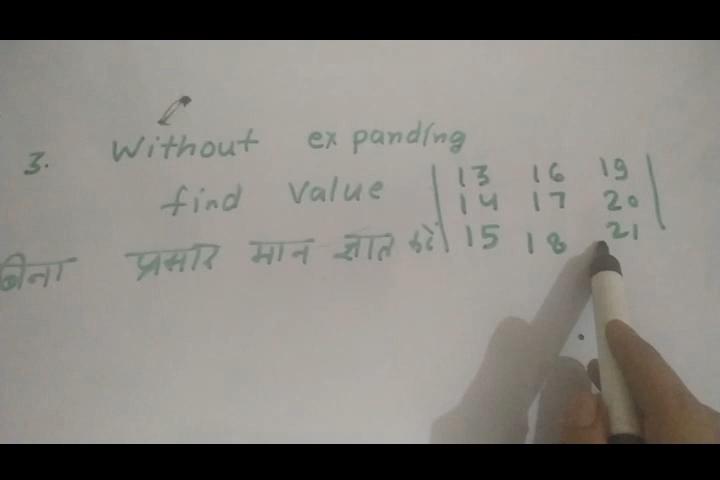 3. Without expanding
find value | 13 16 19 |
| 14 17 20 |
| 15 18 21 |
बिना प्रसार मान ज्ञात करें